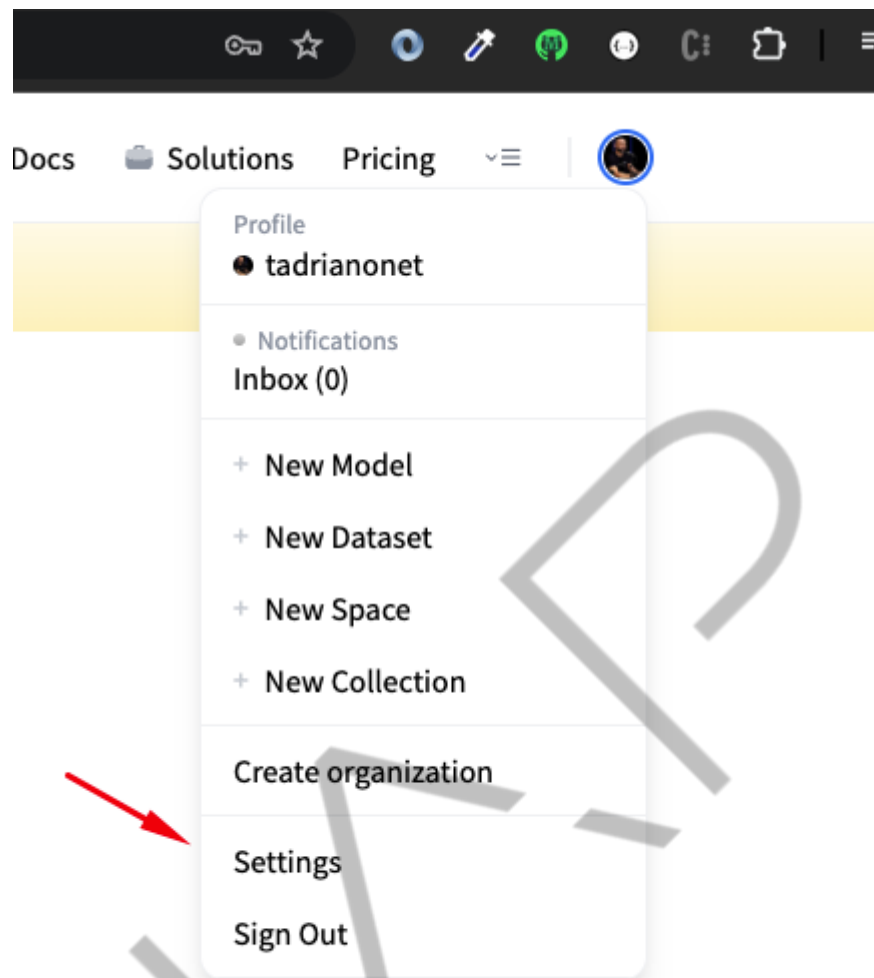 Docs Solutions Pricing
Profile
tadrianonet
Notifications
Inbox (0)
+ New Model
+ New Dataset
+ New Space
+ New Collection
Create organization
Settings
Sign Out